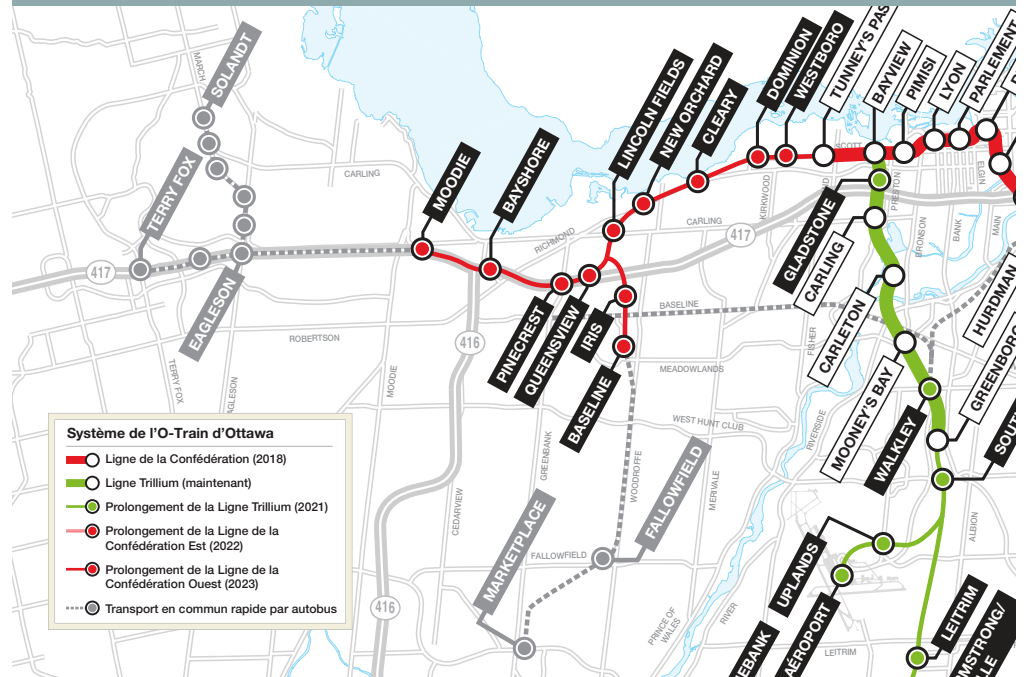 MARCH
SOLANDT
TERRY FOX
EAGLESON
417
CARLING
MOODIE
BAYSHORE
LINCOLN FIELDS
NEW ORCHARD
CLEARY
DOMINION
WESTBORO
TUNNEY'S PAS
BAYVIEW
PIMISI
LYON
PARLEMENT
SCOTT
KIRKWOOD
PRESTON
ELGIN
BRONSON
BANK
MAIN
RICHMOND
CARLING
417
GLADSTONE
CARLING
CARLETON
MOONEY'S BAY
WALKLEY
HURDMAN
GREENBORO
SOUT
PINECREST
QUEENSVIEW
IRIS
BASELINE
BASELINE
ROBERTSON
416
MOODIE
TERRY FOX
EAGLESON
MEADOWLANDS
FISHER
RIVERSIDE
WEST HUNT CLUB
GREENBANK
WOODROFFE
MERIVALE
CEDARVIEW
FALLOWFIELD
FALLOWFIELD
MARKETPLACE
416
PRINCE OF
WALES
RIVER
ALBION
UPLANDS
AÉROPORT
EBANK
LEITRIM
LEITRIM
MSTRONG/
LLE
Système de l'O-Train d'Ottawa
Ligne de la Confédération (2018)
Ligne Trillium (maintenant)
Prolongement de la Ligne Trillium (2021)
Prolongement de la Ligne de la
Confédération Est (2022)
Prolongement de la Ligne de la
Confédération Ouest (2023)
Transport en commun rapide par autobus